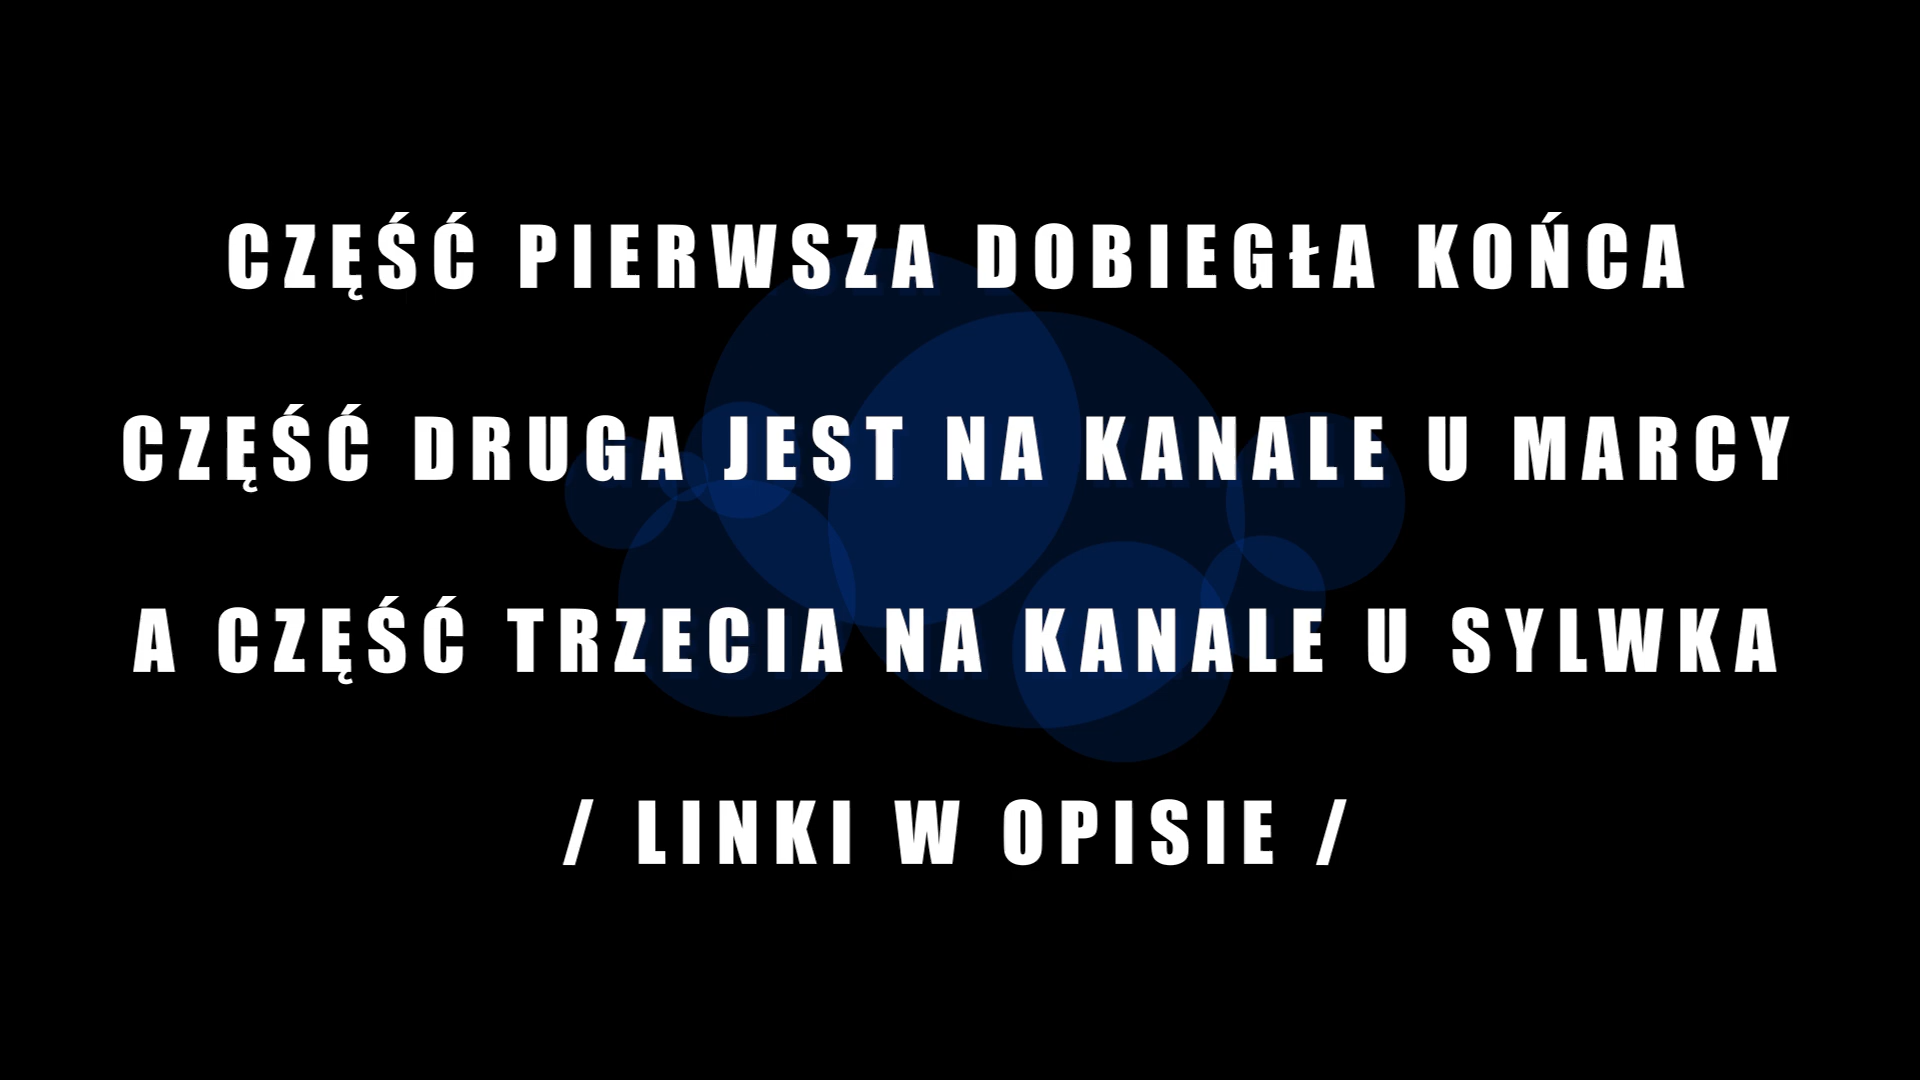 CZĘŚĆ PIERWSZA DOBIEGŁA KOŃCA
CZĘŚĆ DRUGA JEST NA KANALE U MARCY
A CZĘŚĆ TRZECIA NA KANALE U SYLWKA
/ LINKI W OPISIE /